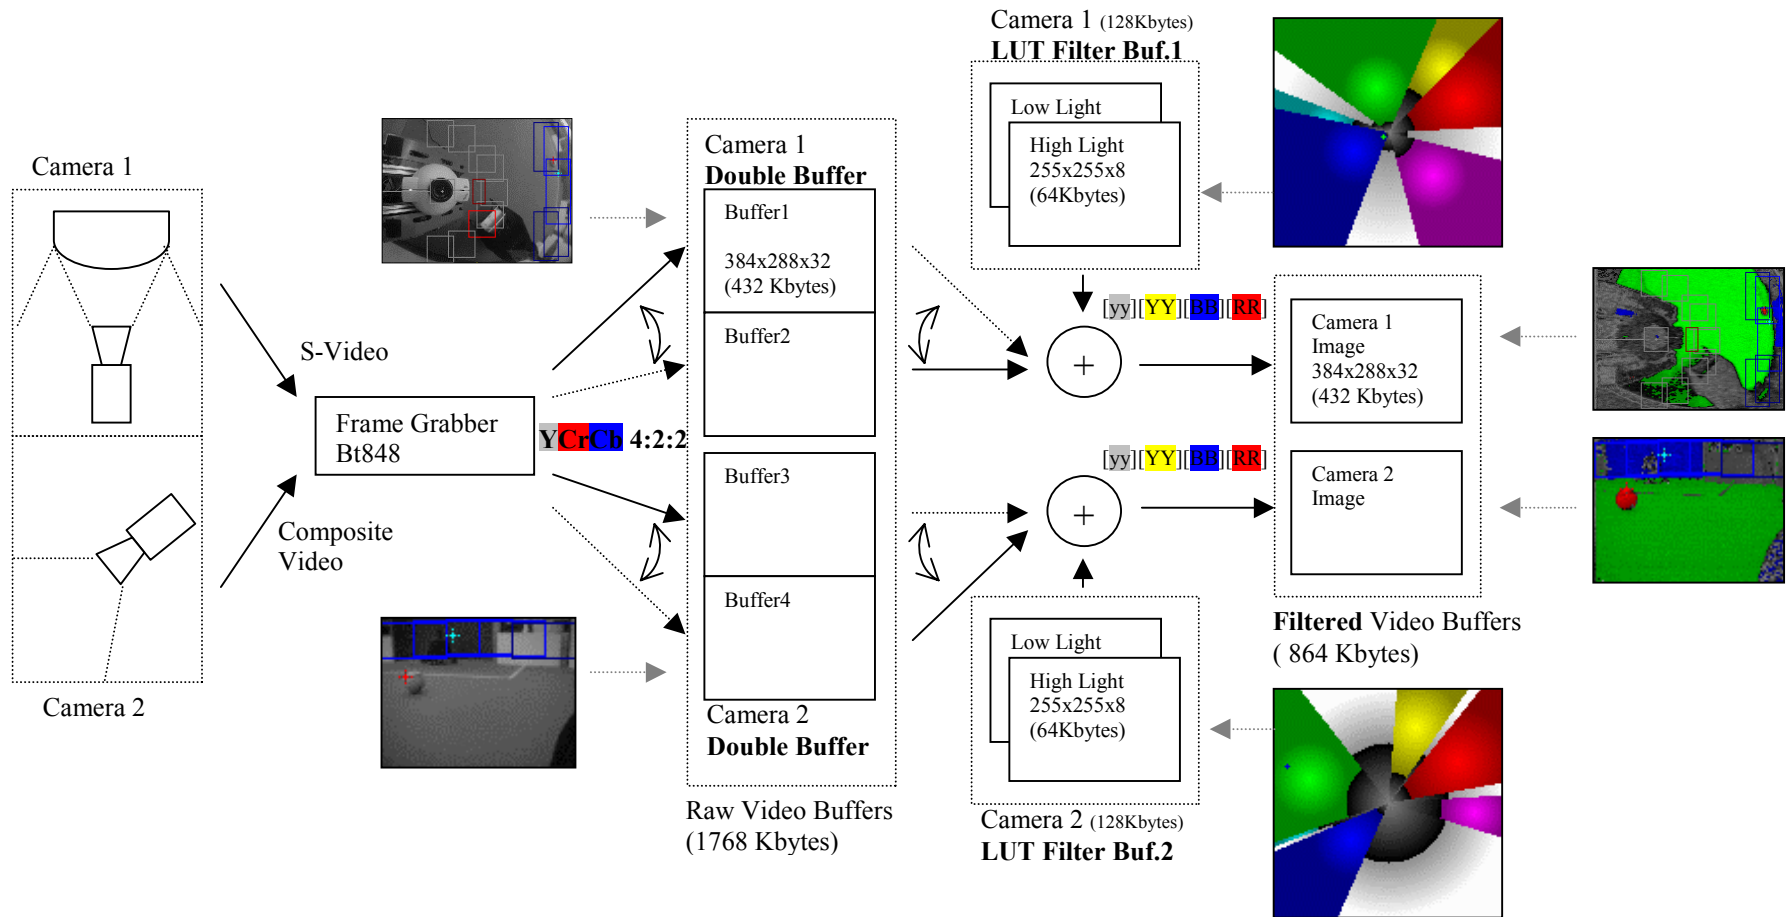 Camera 1
Camera 2
S-Video
Composite
Video
Frame Grabber
Bt848
YCrCb 4:2:2
Camera 1
Double Buffer
Buffer1
384x288x32
(432 Kbytes)
Buffer2
Buffer3
Buffer4
Camera 2
Double Buffer
Raw Video Buffers
(1768 Kbytes)
Camera 1 (128Kbytes)
LUT Filter Buf.1
Low Light
High Light
255x255x8
(64Kbytes)
[yy][YY][BB][RR]
+
[yy][YY][BB][RR]
+
Low Light
High Light
255x255x8
(64Kbytes)
Camera 2 (128Kbytes)
LUT Filter Buf.2
Camera 1
Image
384x288x32
(432 Kbytes)
Camera 2
Image
Filtered Video Buffers
( 864 Kbytes)